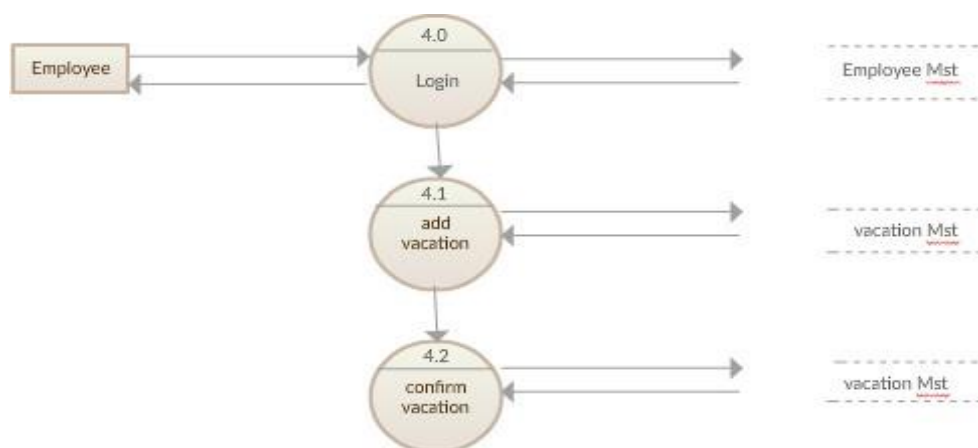 4.0
Employee
Login
Employee Mst
4.1
add
vacation
vacation Mst
4.2
confirm
vacation
vacation Mst